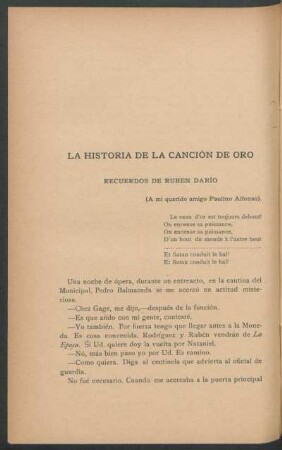 LA HISTORIA DE LA CANCIÓN DE ORO
RECUERDOS DE RUBEN DARÍO
(A mi querido amigo Paulino Alfonso).
Le veau d'or est toujours debout!
On encense sa puissance,
On encense sa puissance,
D'un bout du monde à l'autre bout
Et Satan conduit le bal!
Et Satan conduit le bal!
Una noche de ópera, durante un entreacto, en la cantina del
Municipal, Pedro Balmaceda se me acercó en actitud miste-
riosa.
—Chez Gage, me dijo,—después de la función.
—Es que ando con mi gente, contesté.
—Yo también. Por fuerza tengo que llegar antes a la Mone-
da. Es cosa convenida. Rodríguez y Rubén vendrán de La
Epoca. Si Ud. quiere doy la vuelta por Nataniel.
—Nó, más bien paso yo por Ud. Es camino.
—Como quiera. Diga al centinela que advierta al oficial de
guardia.
No fué necesario. Cuando me acercaba a la puerta principal